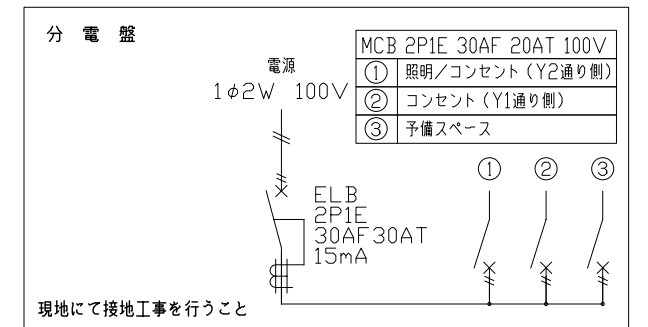 分 電 盤
MCB 2P1E 30AF 20AT 100V
① 照明/コンセント (Y2通り側)
② コンセント (Y1通り側)
③ 予備スペース
電源
1φ2W 100V
① ② ③
ELB
2P1E
30AF30AT
15mA
現地にて接地工事を行うこと